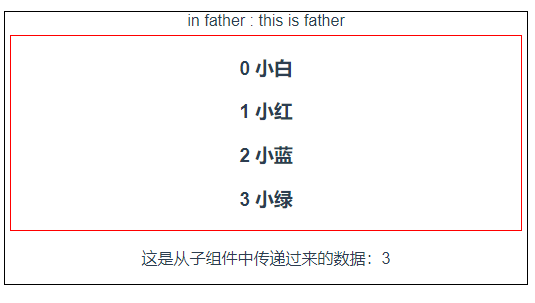 in father : this is father
0 小白
1 小红
2 小蓝
3 小绿
这是从子组件中传递过来的数据：3